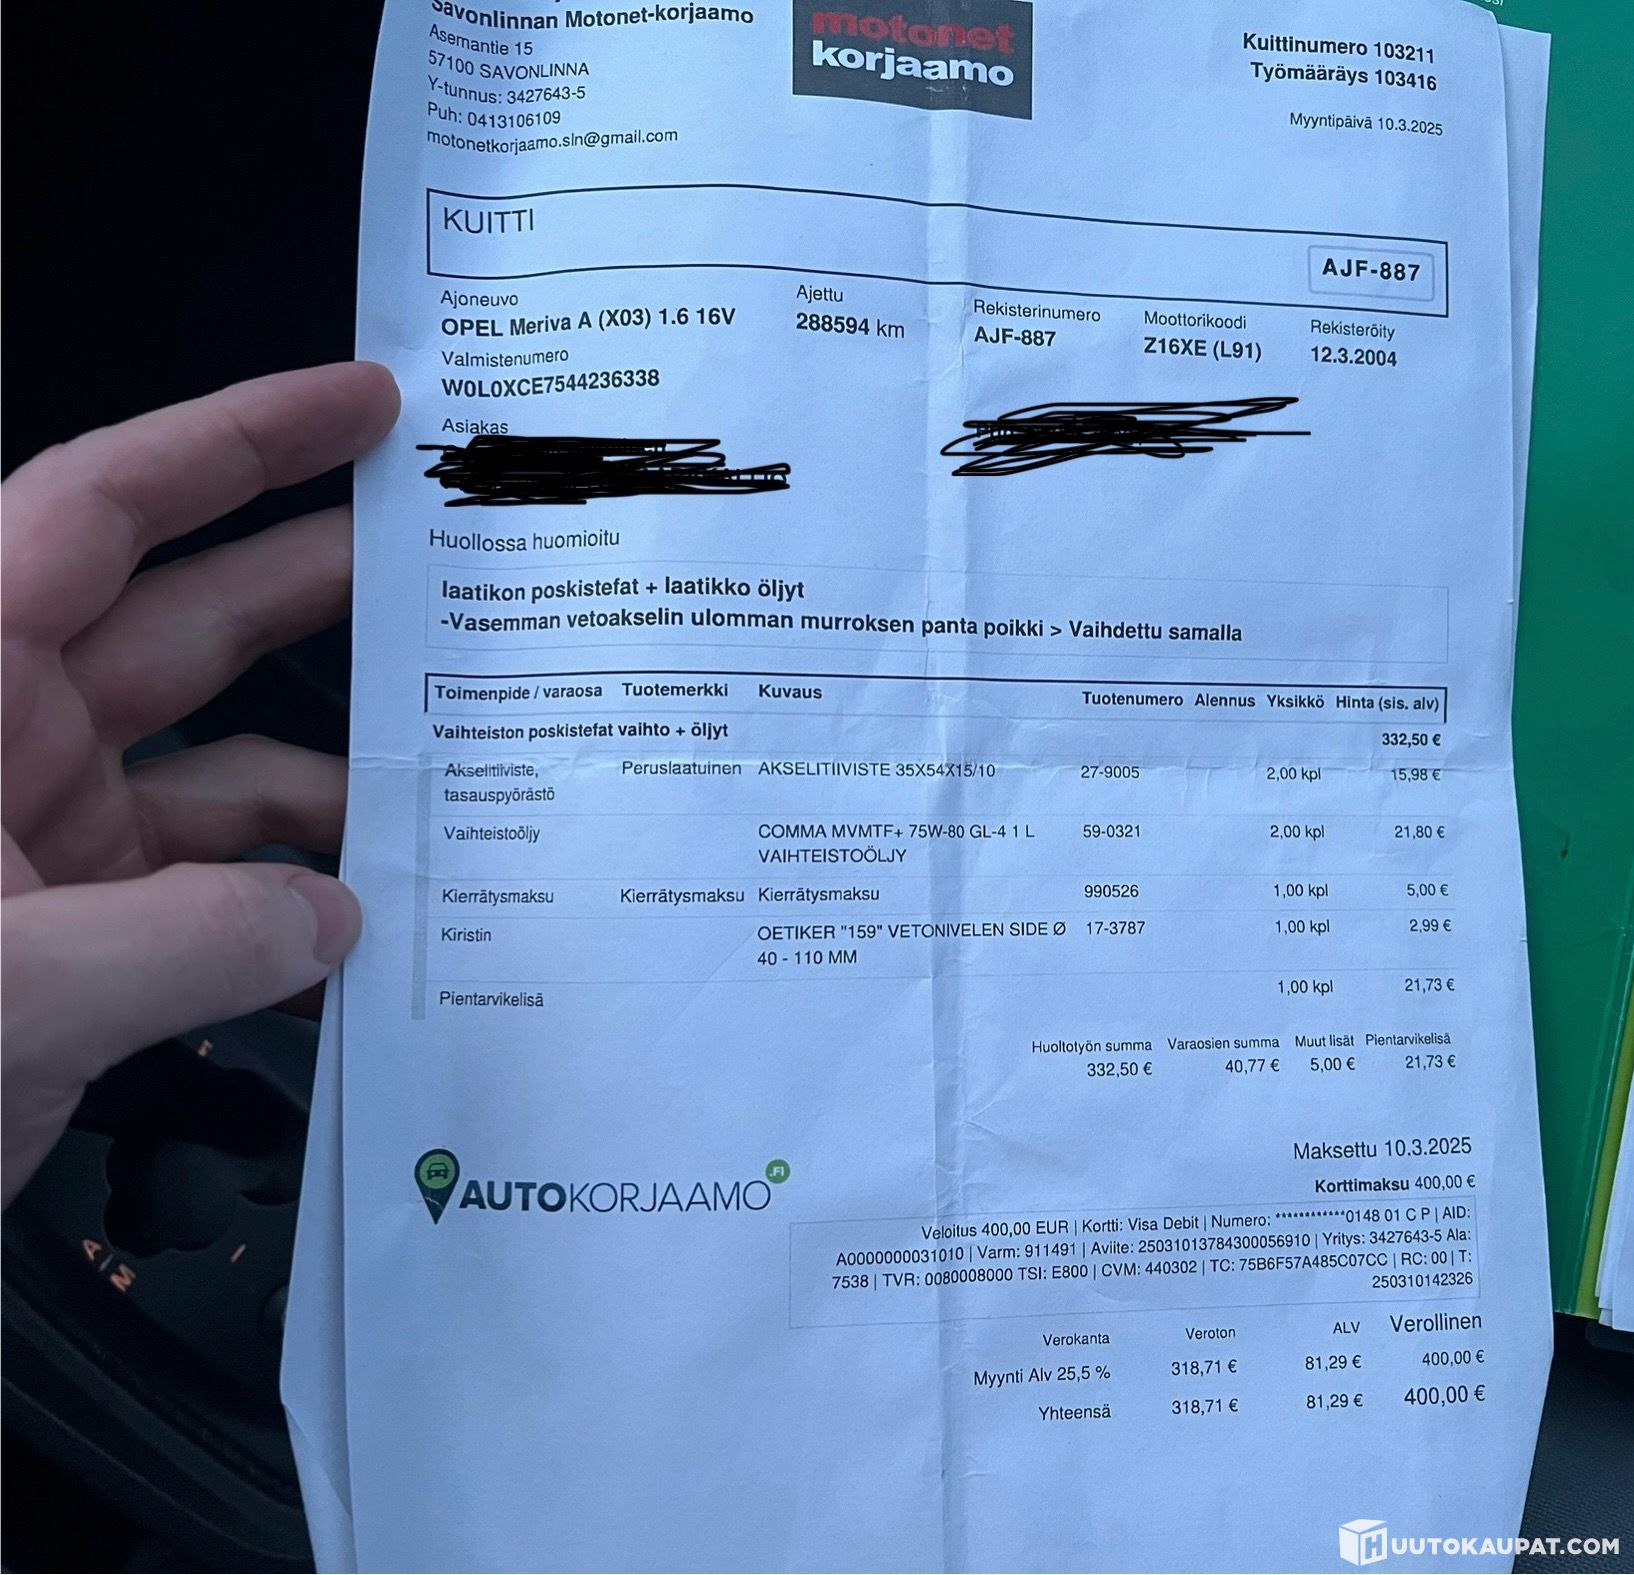 Savonlinnan Motonet-korjaamo
Asemantie 15
57100 SAVONLINNA
Y-tunnus: 3427643-5
Puh: 0413106109
motonetkorjaamo.sln@gmail.com
motonet
korjaamo
Kuittinumero 103211
Työmääräys 103416
Myyntipäivä 10.3.2025
KUITTI
AJF-887
Ajoneuvo
OPEL Meriva A (X03) 1.6 16V
Ajettu
288594 km
Rekisterinumero
AJF-887
Moottorikoodi
Z16XE (L91)
Rekisteröity
12.3.2004
Valmistenumero
W0L0XCE7544236338
Asiakas
Huollossa huomioitu
laatikon poskistefat + laatikko öljyt
-Vasemman vetoakselin ulomman murroksen panta poikki > Vaihdettu samalla
Toimenpide / varaosa Tuotemerkki Kuvaus Tuotenumero Alennus Yksikkö Hinta (sis. alv)
Vaihteiston poskistefat vaihto + öljyt 332,50 €
Akselitiiviste, Peruslaatuinen AKSELITIIVISTE 35X54X15/10 27-9005 2,00 kpl 15,98 €
tasauspyörästö
Vaihteistoöljy COMMA MVMTF+ 75W-80 GL-4 1 L 59-0321 2,00 kpl 21,80 €
VAIHTEISTOÖLJY
Kierrätysmaksu Kierrätysmaksu Kierrätysmaksu 990526 1,00 kpl 5,00 €
Kiristin OETIKER "159" VETONIVELEN SIDE Ø 17-3787 1,00 kpl 2,99 €
40 - 110 MM
Pientarvikelisä 1,00 kpl 21,73 €
Huoltotyön summa Varaosien summa Muut lisät Pientarvikelisä
332,50 € 40,77 € 5,00 € 21,73 €
AUTOKORJAAMO .FI
Maksettu 10.3.2025
Korttimaksu 400,00 €
Veloitus 400,00 EUR | Kortti: Visa Debit | Numero: ************0148 01 C P | AID:
A0000000031010 | Varm: 911491 | Aviite: 25031013784300056910 | Yritys: 3427643-5 Ala:
7538 | TVR: 0080008000 TSI: E800 | CVM: 440302 | TC: 75B6F57A485C07CC | RC: 00 | T:
250310142326
Verokanta Veroton ALV Verollinen
Myynti Alv 25,5 % 318,71 € 81,29 € 400,00 €
Yhteensä 318,71 € 81,29 € 400,00 €
A
M
I
HUUTOKAUPAT.COM